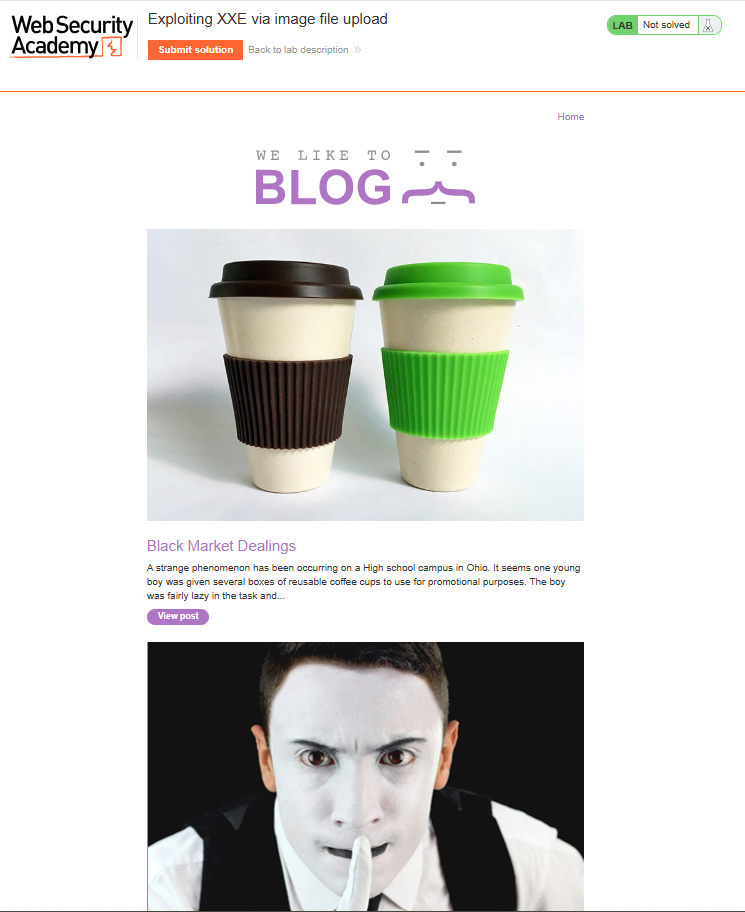 Web Security
Academy
Exploiting XXE via image file upload
Submit solution
Back to lab description
LAB
Not solved
Home
WE LIKE TO
BLOG
Black Market Dealings
A strange phenomenon has been occurring on a High school campus in Ohio. It seems one young
boy was given several boxes of reusable coffee cups to use for promotional purposes. The boy
was fairly lazy in the task and...
View post